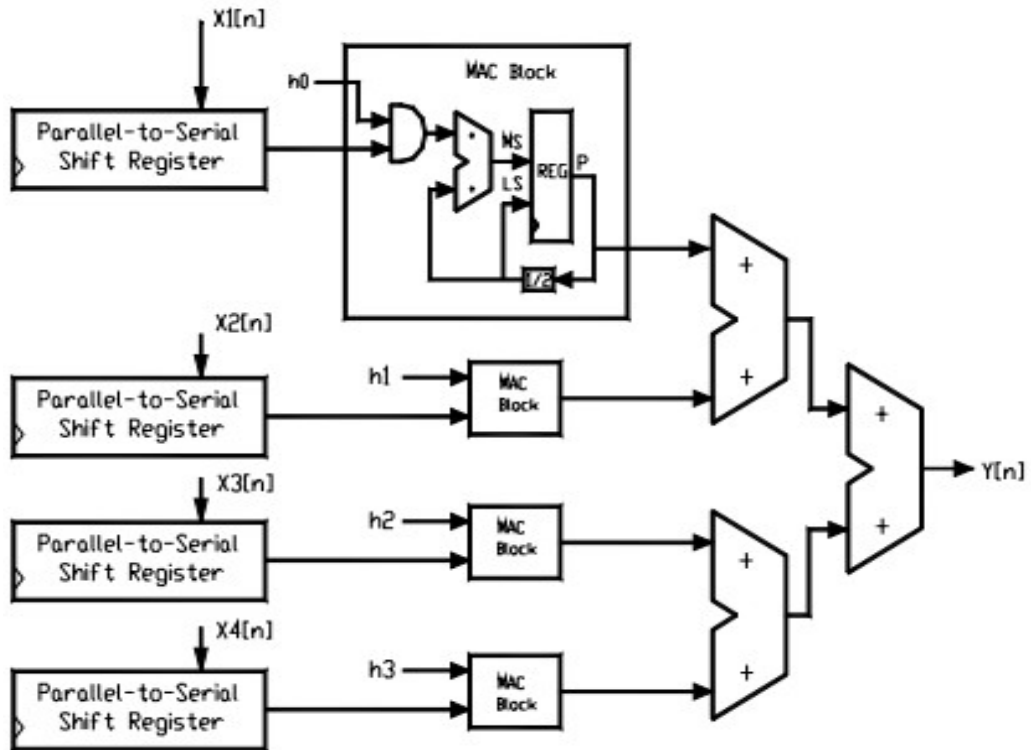 X1[n]
h0
MAC Block
Parallel-to-Serial
Shift Register
MS
LS
REG
P
1/2
+
+
X2[n]
Parallel-to-Serial
Shift Register
h1
MAC
Block
+
+
Y[n]
X3[n]
Parallel-to-Serial
Shift Register
h2
MAC
Block
+
+
X4[n]
Parallel-to-Serial
Shift Register
h3
MAC
Block